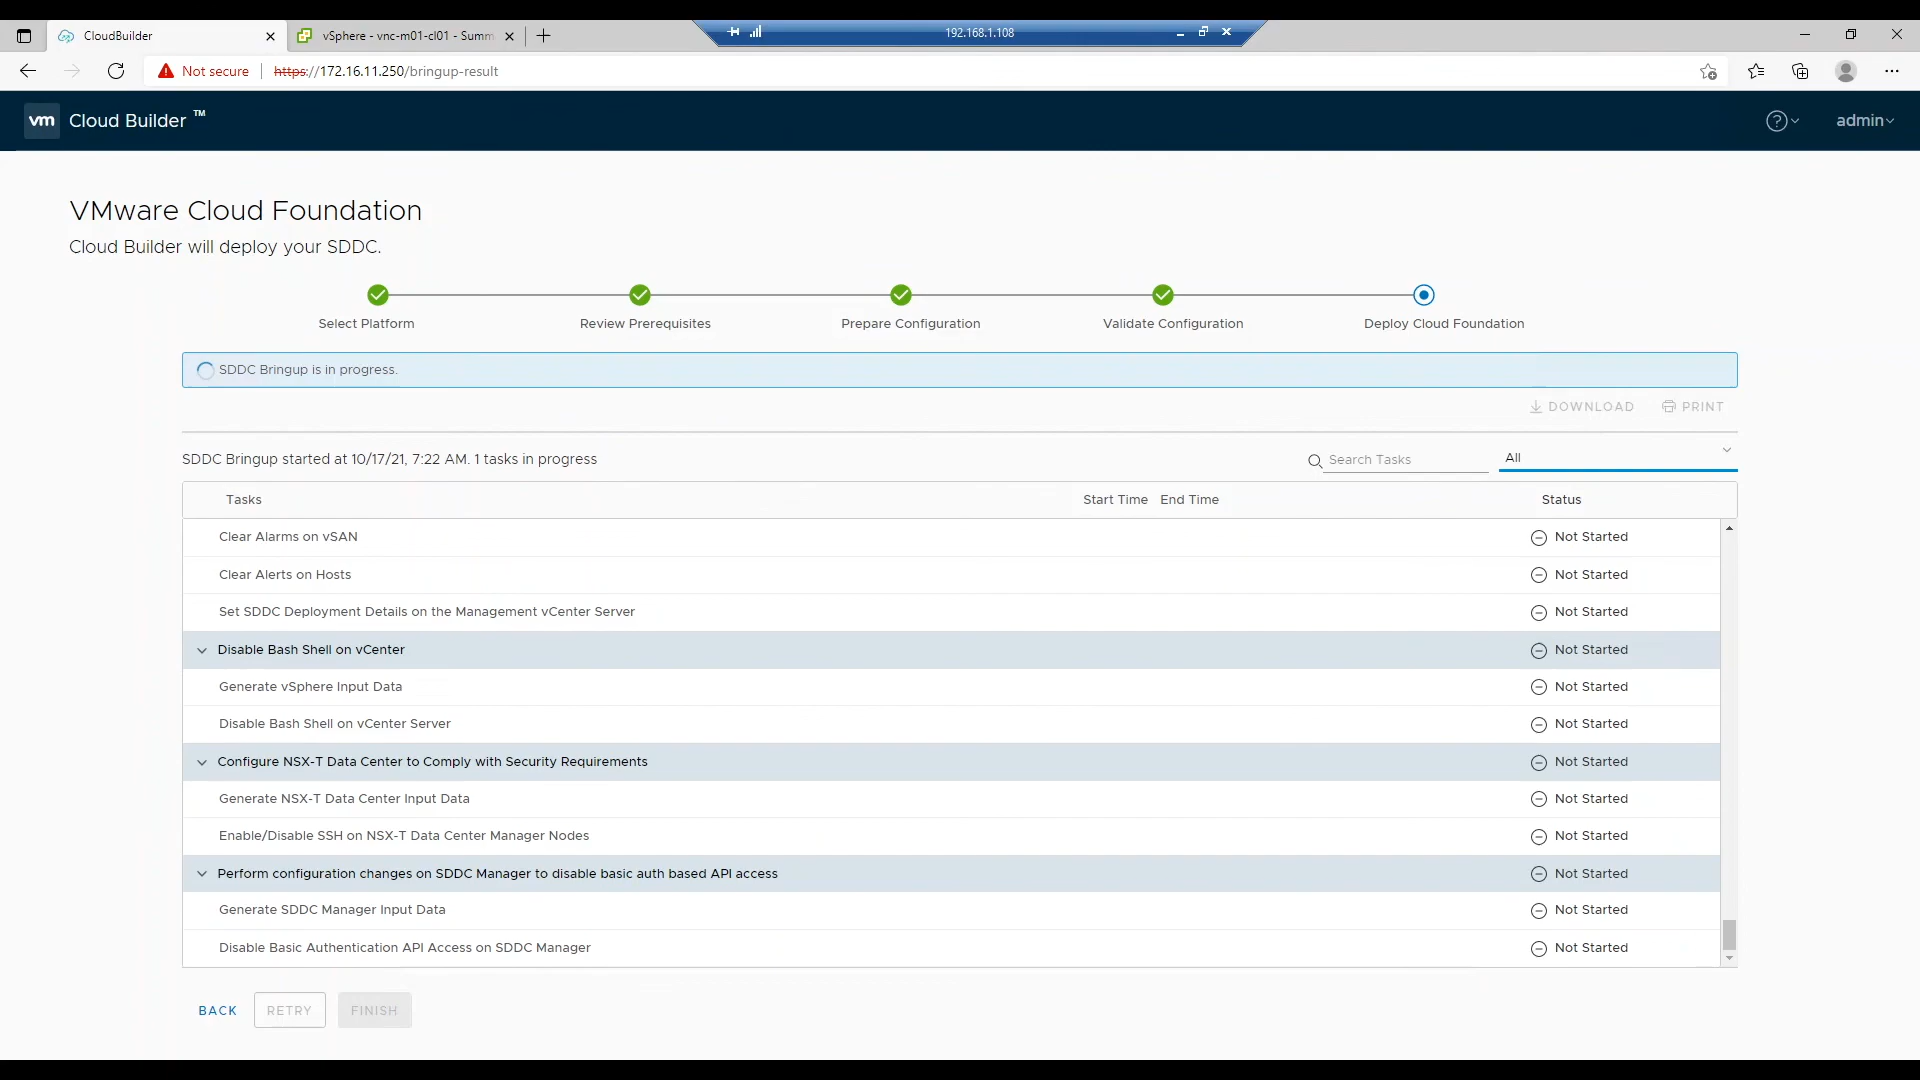 CloudBuilder
vSphere - vnc-m01-cl01 - Summ
192.168.1.108
Not secure
https://172.16.11.250/bringup-result
vm Cloud Builder ™
admin
VMware Cloud Foundation
Cloud Builder will deploy your SDDC.
Select Platform
Review Prerequisites
Prepare Configuration
Validate Configuration
Deploy Cloud Foundation
SDDC Bringup is in progress.
DOWNLOAD
PRINT
SDDC Bringup started at 10/17/21, 7:22 AM. 1 tasks in progress
Search Tasks
All
Tasks Start Time End Time Status
Clear Alarms on vSAN Not Started
Clear Alerts on Hosts Not Started
Set SDDC Deployment Details on the Management vCenter Server Not Started
Disable Bash Shell on vCenter Not Started
Generate vSphere Input Data Not Started
Disable Bash Shell on vCenter Server Not Started
Configure NSX-T Data Center to Comply with Security Requirements Not Started
Generate NSX-T Data Center Input Data Not Started
Enable/Disable SSH on NSX-T Data Center Manager Nodes Not Started
Perform configuration changes on SDDC Manager to disable basic auth based API access Not Started
Generate SDDC Manager Input Data Not Started
Disable Basic Authentication API Access on SDDC Manager Not Started
BACK
RETRY
FINISH